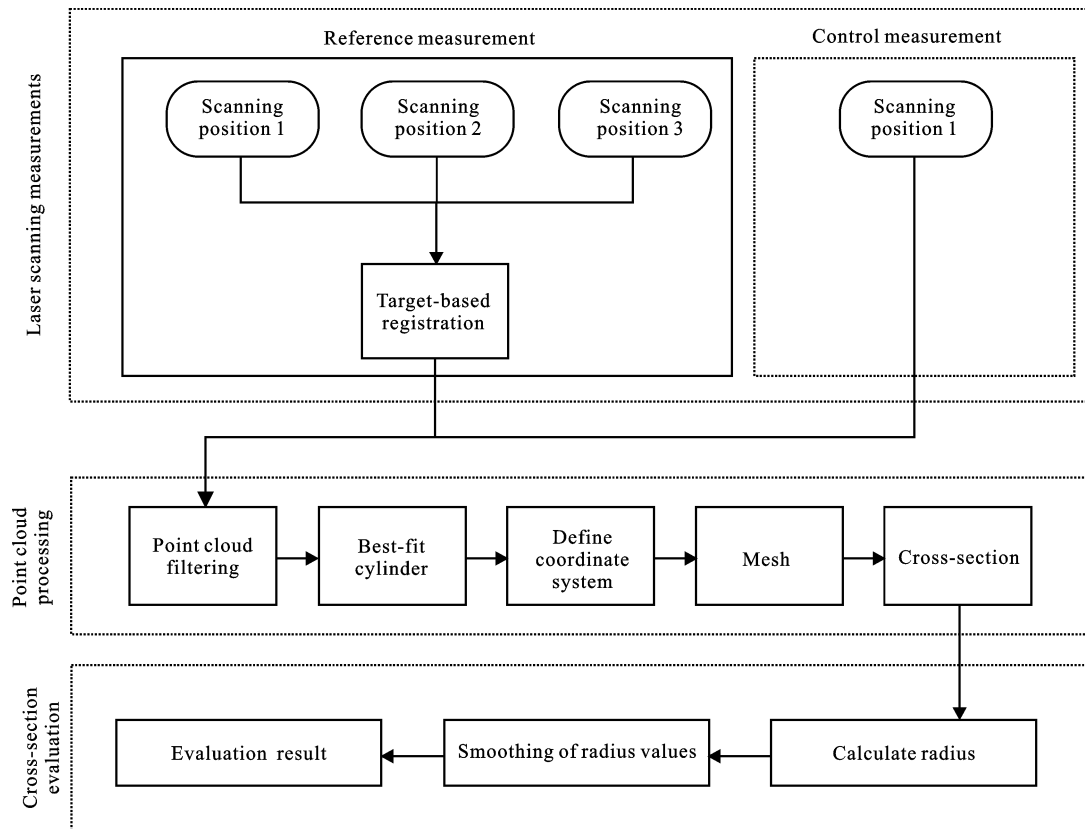 Reference measurement
Control measurement
Laser scanning measurements
Scanning
position 1
Scanning
position 2
Scanning
position 3
Scanning
position 1
Target-based
registration
Point cloud
processing
Point cloud
filtering
Best-fit
cylinder
Define
coordinate
system
Mesh
Cross-section
Cross-section
evaluation
Evaluation result
Smoothing of radius values
Calculate radius